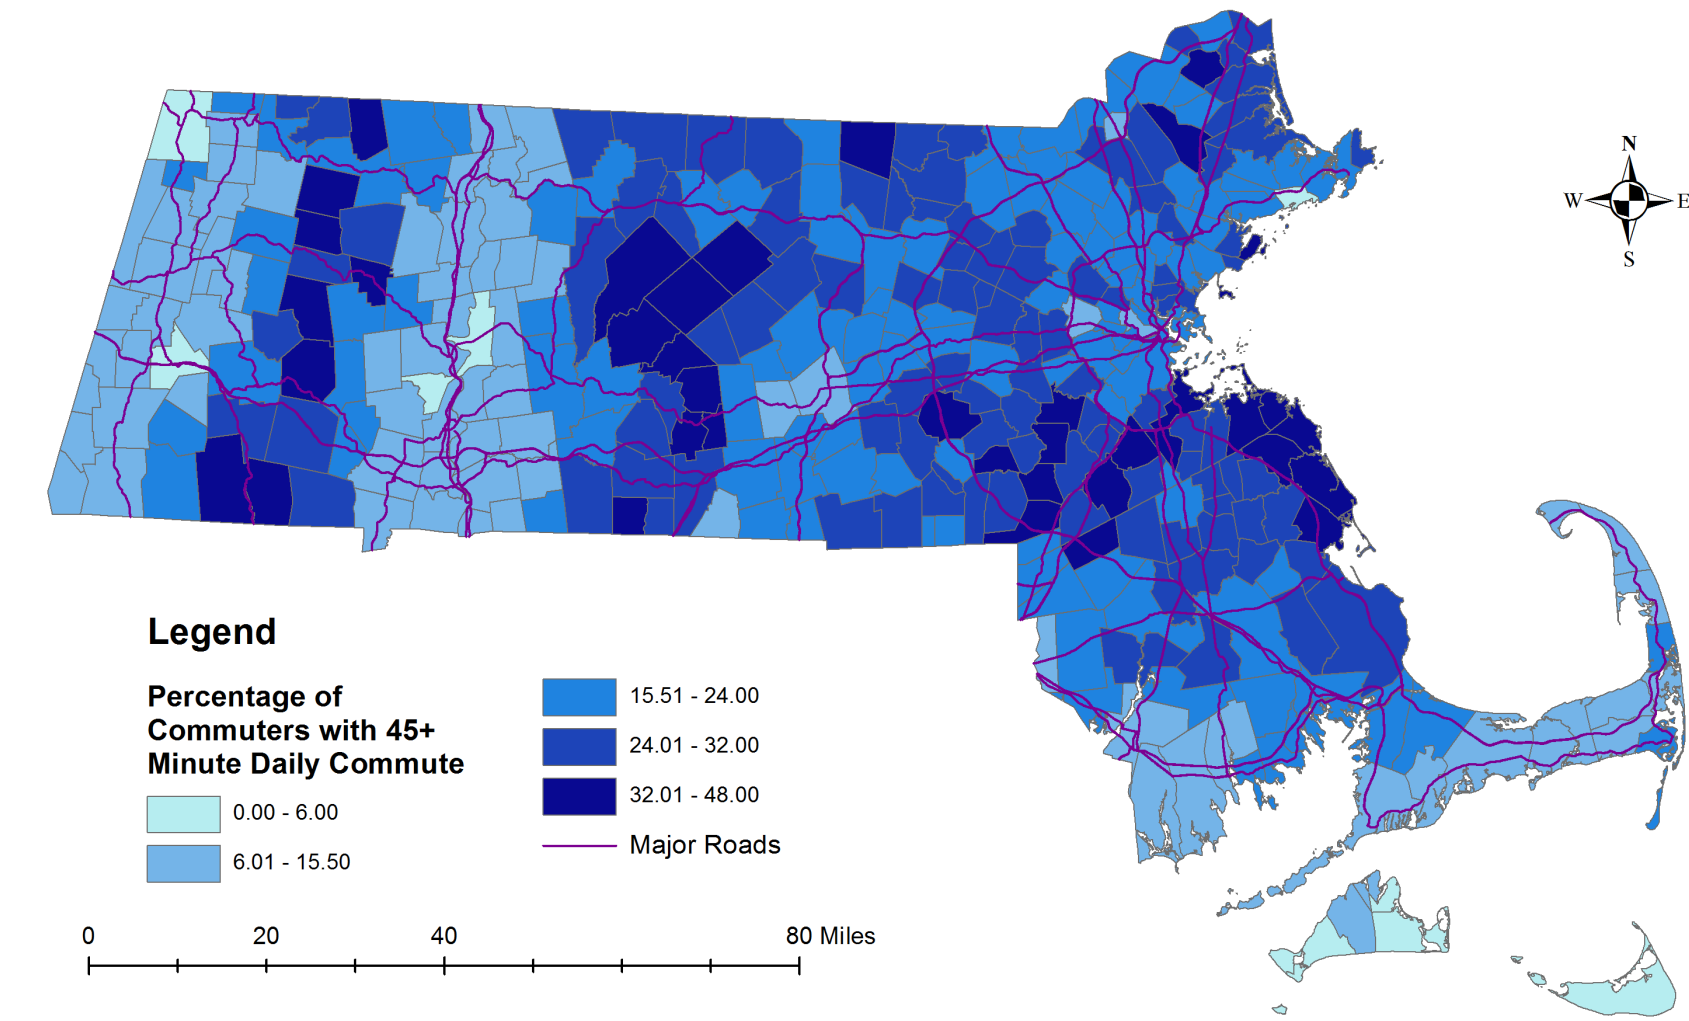 N
W E
S
Legend
Percentage of
Commuters with 45+
Minute Daily Commute
0.00 - 6.00
6.01 - 15.50
15.51 - 24.00
24.01 - 32.00
32.01 - 48.00
Major Roads
0 20 40 80 Miles